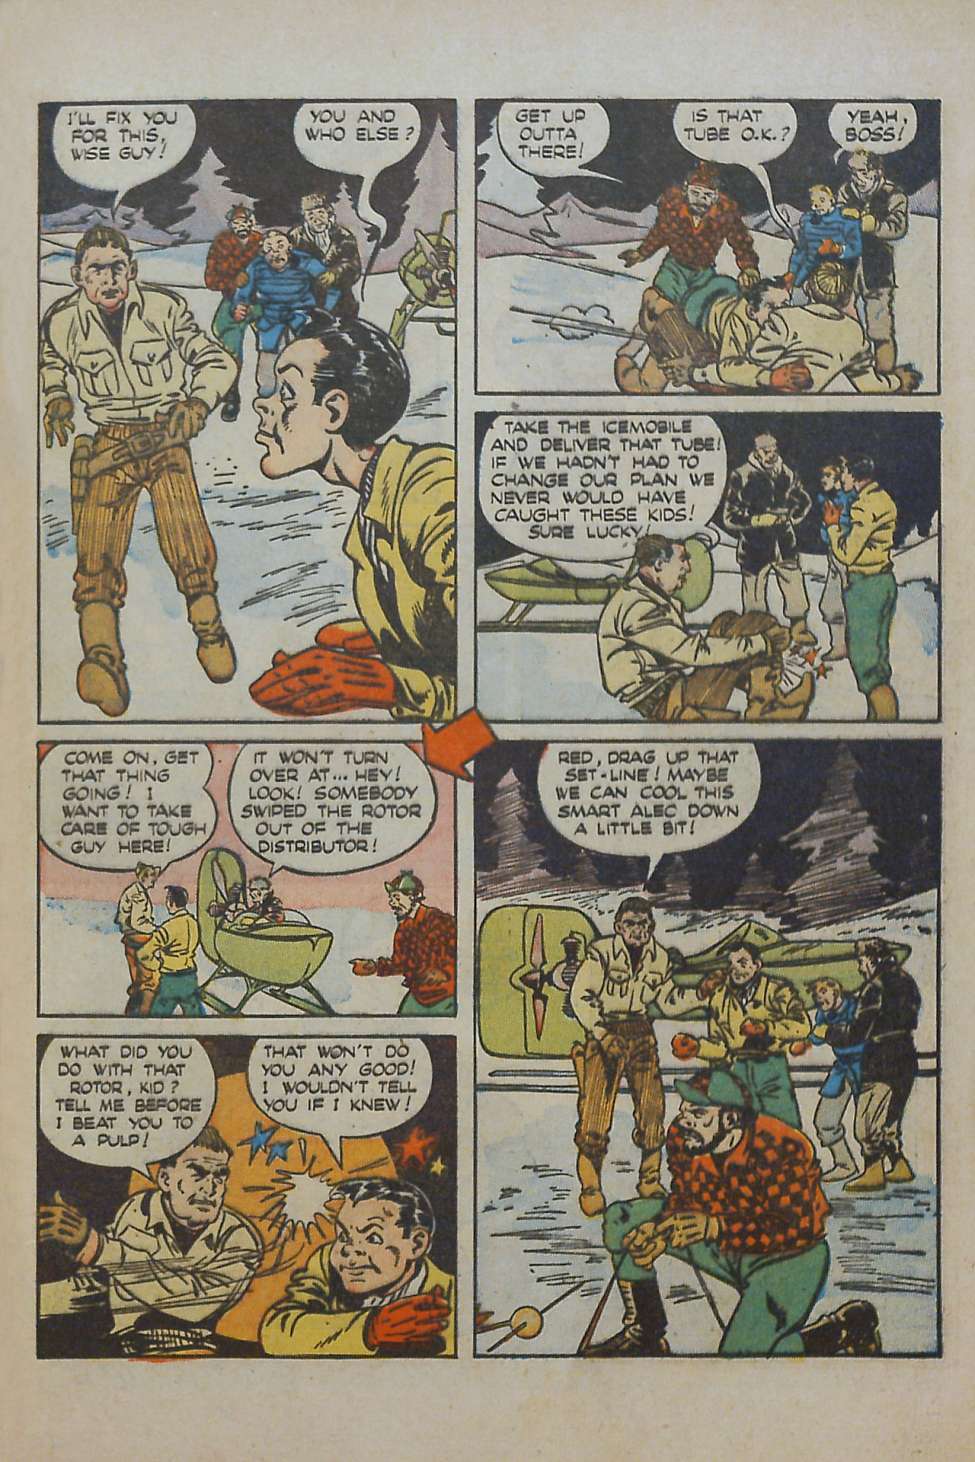 I'LL FIX YOU
FOR THIS,
WISE GUY!
YOU AND
WHO ELSE?
GET UP
OUTTA
THERE!
IS THAT
TUBE O.K.?
YEAH,
BOSS!
TAKE THE ICEMOBILE
AND DELIVER THAT TUBE!
IF WE HADN'T HAD TO
CHANGE OUR PLAN WE
NEVER WOULD HAVE
CAUGHT THESE KIDS!
SURE LUCKY!
COME ON, GET
THAT THING
GOING! I
WANT TO TAKE
CARE OF TOUGH
GUY HERE!
IT WON'T TURN
OVER AT... HEY!
LOOK! SOMEBODY
SWIPED THE ROTOR
OUT OF THE
DISTRIBUTOR!
WHAT DID YOU
DO WITH THAT
ROTOR, KID?
TELL ME BEFORE
I BEAT YOU TO
A PULP!
THAT WON'T DO
YOU ANY GOOD!
I WOULDN'T TELL
YOU IF I KNEW!
RED, DRAG UP THAT
SET-LINE! MAYBE
WE CAN COOL THIS
SMART ALEC DOWN
A LITTLE BIT!